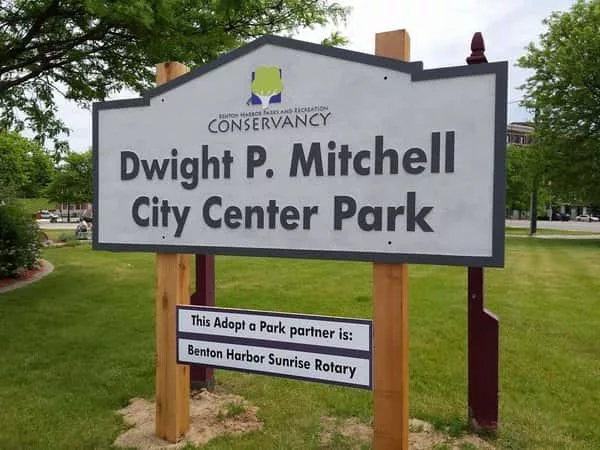 Benton Harbor Parks and Recreation
Conservancy
Dwight P. Mitchell
City Center Park
This Adopt a Park partner is:
Benton Harbor Sunrise Rotary